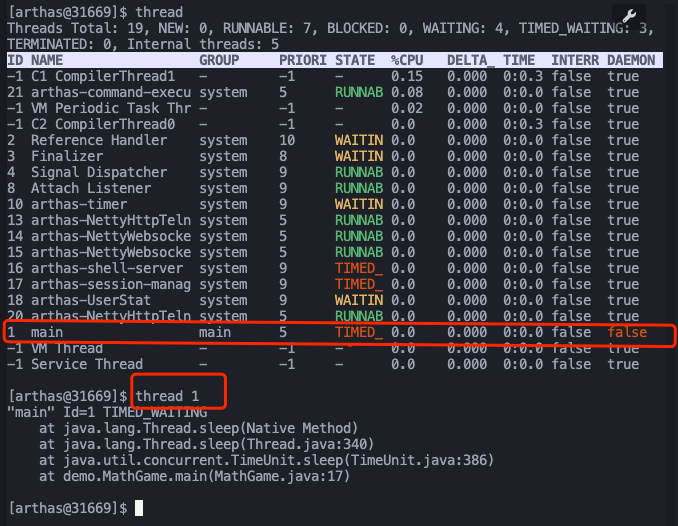 [arthas@31669]$ thread
Threads Total: 19, NEW: 0, RUNNABLE: 7, BLOCKED: 0, WAITING: 4, TIMED_WAITING: 3,
TERMINATED: 0, Internal threads: 5
ID NAME GROUP PRIORI STATE %CPU DELTA_ TIME INTERR DAEMON
-1 C1 CompilerThread1 - -1 - 0.15 0.000 0:0.3 false true
21 arthas-command-execu system 5 RUNNAB 0.08 0.000 0:0.0 false true
-1 VM Periodic Task Thr - -1 - 0.02 0.000 0:0.0 false true
-1 C2 CompilerThread0 - -1 - 0.0 0.000 0:0.3 false true
2 Reference Handler system 10 WAITIN 0.0 0.000 0:0.0 false true
3 Finalizer system 8 WAITIN 0.0 0.000 0:0.0 false true
4 Signal Dispatcher system 9 RUNNAB 0.0 0.000 0:0.0 false true
8 Attach Listener system 9 RUNNAB 0.0 0.000 0:0.0 false true
10 arthas-timer system 9 WAITIN 0.0 0.000 0:0.0 false true
13 arthas-NettyHttpTeln system 5 RUNNAB 0.0 0.000 0:0.0 false true
14 arthas-NettyWebsocke system 5 RUNNAB 0.0 0.000 0:0.0 false true
15 arthas-NettyWebsocke system 5 RUNNAB 0.0 0.000 0:0.0 false true
16 arthas-shell-server system 9 TIMED_ 0.0 0.000 0:0.0 false true
17 arthas-session-manag system 9 TIMED_ 0.0 0.000 0:0.0 false true
18 arthas-UserStat system 9 WAITIN 0.0 0.000 0:0.0 false true
20 arthas-NettyHttpTeln system 5 RUNNAB 0.0 0.000 0:0.0 false true
1 main main 5 TIMED_ 0.0 0.000 0:0.0 false false
-1 VM Thread - -1 - 0.0 0.000 0:0.0 false true
-1 Service Thread - -1 - 0.0 0.000 0:0.0 false true
[arthas@31669]$ thread 1
"main" Id=1 TIMED_WAITING
at java.lang.Thread.sleep(Native Method)
at java.lang.Thread.sleep(Thread.java:340)
at java.util.concurrent.TimeUnit.sleep(TimeUnit.java:386)
at demo.MathGame.main(MathGame.java:17)
[arthas@31669]$